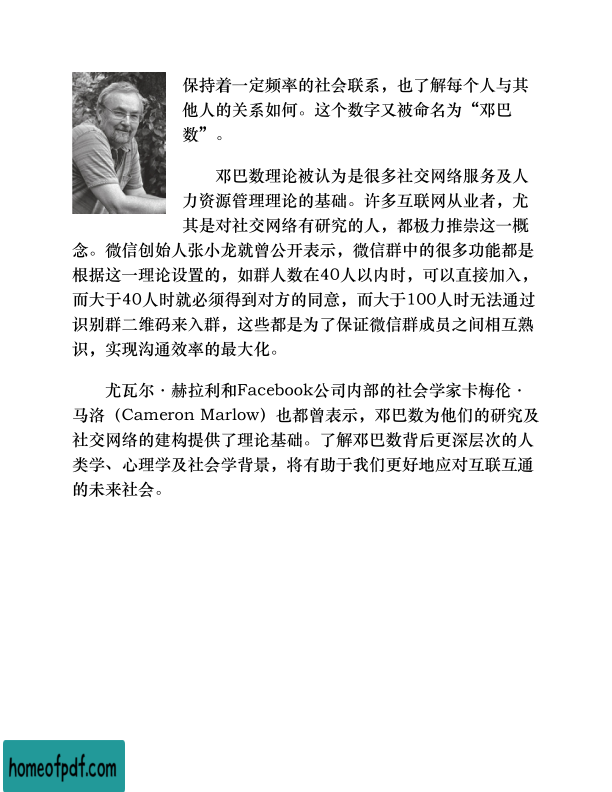 保持着一定频率的社会联系，也了解每个人与其
他人的关系如何。这个数字又被命名为“邓巴
数”。
邓巴数理论被认为是很多社交网络服务及人
力资源管理理论的基础。许多互联网从业者，尤
其是对社交网络有研究的人，都极力推崇这一概
念。微信创始人张小龙就曾公开表示，微信群中的很多功能都是
根据这一理论设置的，如群人数在40人以内时，可以直接加入，
而大于40人时就必须得到对方的同意，而大于100人时无法通过
识别群二维码来入群，这些都是为了保证微信群成员之间相互熟
识，实现沟通效率的最大化。
尤瓦尔·赫拉利和Facebook公司内部的社会学家卡梅伦·
马洛（Cameron Marlow）也都曾表示，邓巴数为他们的研究及
社交网络的建构提供了理论基础。了解邓巴数背后更深层次的人
类学、心理学及社会学背景，将有助于我们更好地应对互联互通
的未来社会。
homeofpdf.com